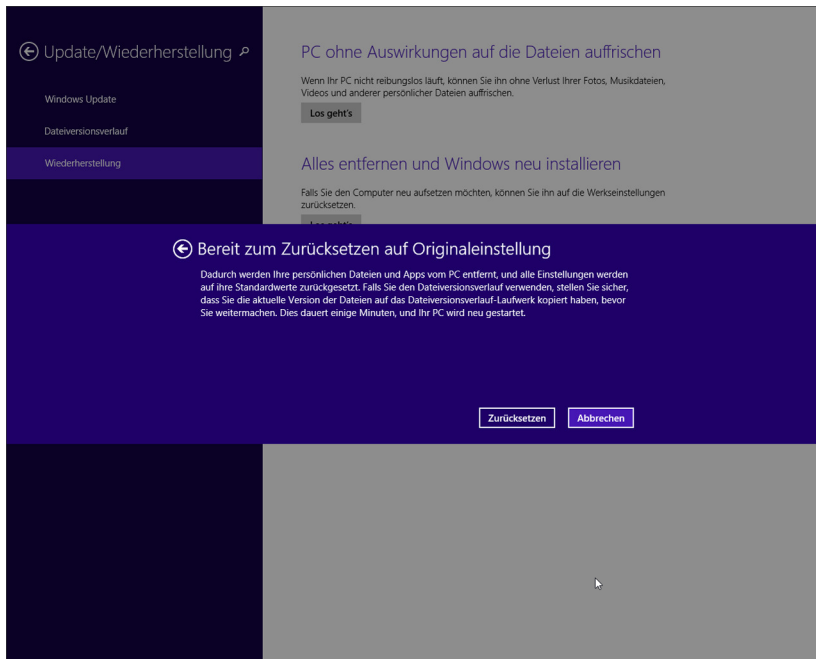 Update/Wiederherstellung
Windows Update
Dateiversionsverlauf
Wiederherstellung
PC ohne Auswirkungen auf die Dateien auffrischen
Wenn Ihr PC nicht reibungslos läuft, können Sie ihn ohne Verlust Ihrer Fotos, Musikdateien,
Videos und anderer persönlicher Dateien auffrischen.
Los geht's
Alles entfernen und Windows neu installieren
Falls Sie den Computer neu aufsetzen möchten, können Sie ihn auf die Werkseinstellungen
zurücksetzen.
Los geht's
Bereit zum Zurücksetzen auf Originaleinstellung
Dadurch werden Ihre persönlichen Dateien und Apps vom PC entfernt, und alle Einstellungen werden
auf ihre Standardwerte zurückgesetzt. Falls Sie den Dateiversionsverlauf verwenden, stellen Sie sicher,
dass Sie die aktuelle Version der Dateien auf das Dateiversionsverlauf-Laufwerk kopiert haben, bevor
Sie weitermachen. Dies dauert einige Minuten, und Ihr PC wird neu gestartet.
Zurücksetzen
Abbrechen